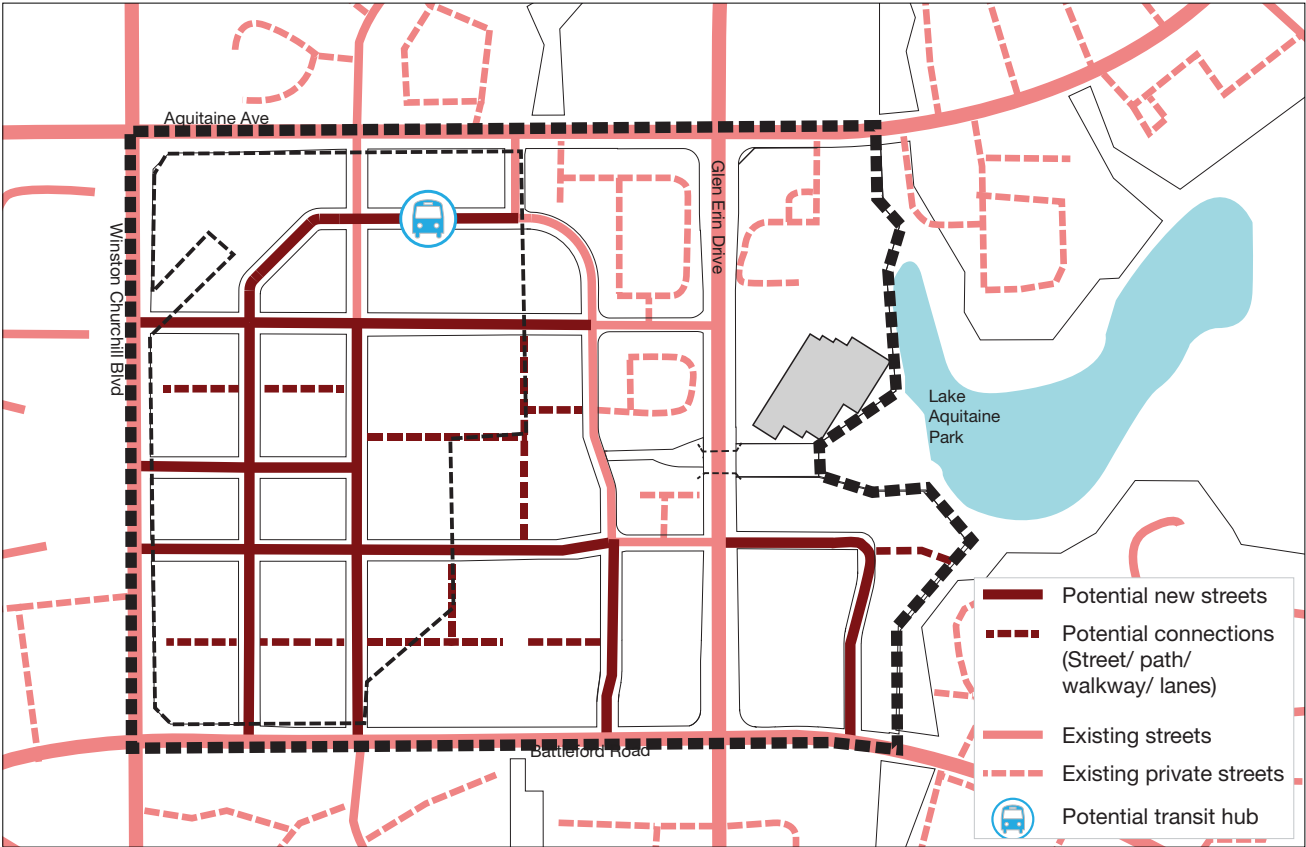 Aquitaine Ave
Winston Churchill Blvd
Glen Erin Drive
Lake
Aquitaine
Park
Battleford Road
Potential new streets
Potential connections
(Street/ path/
walkway/ lanes)
Existing streets
Existing private streets
Potential transit hub